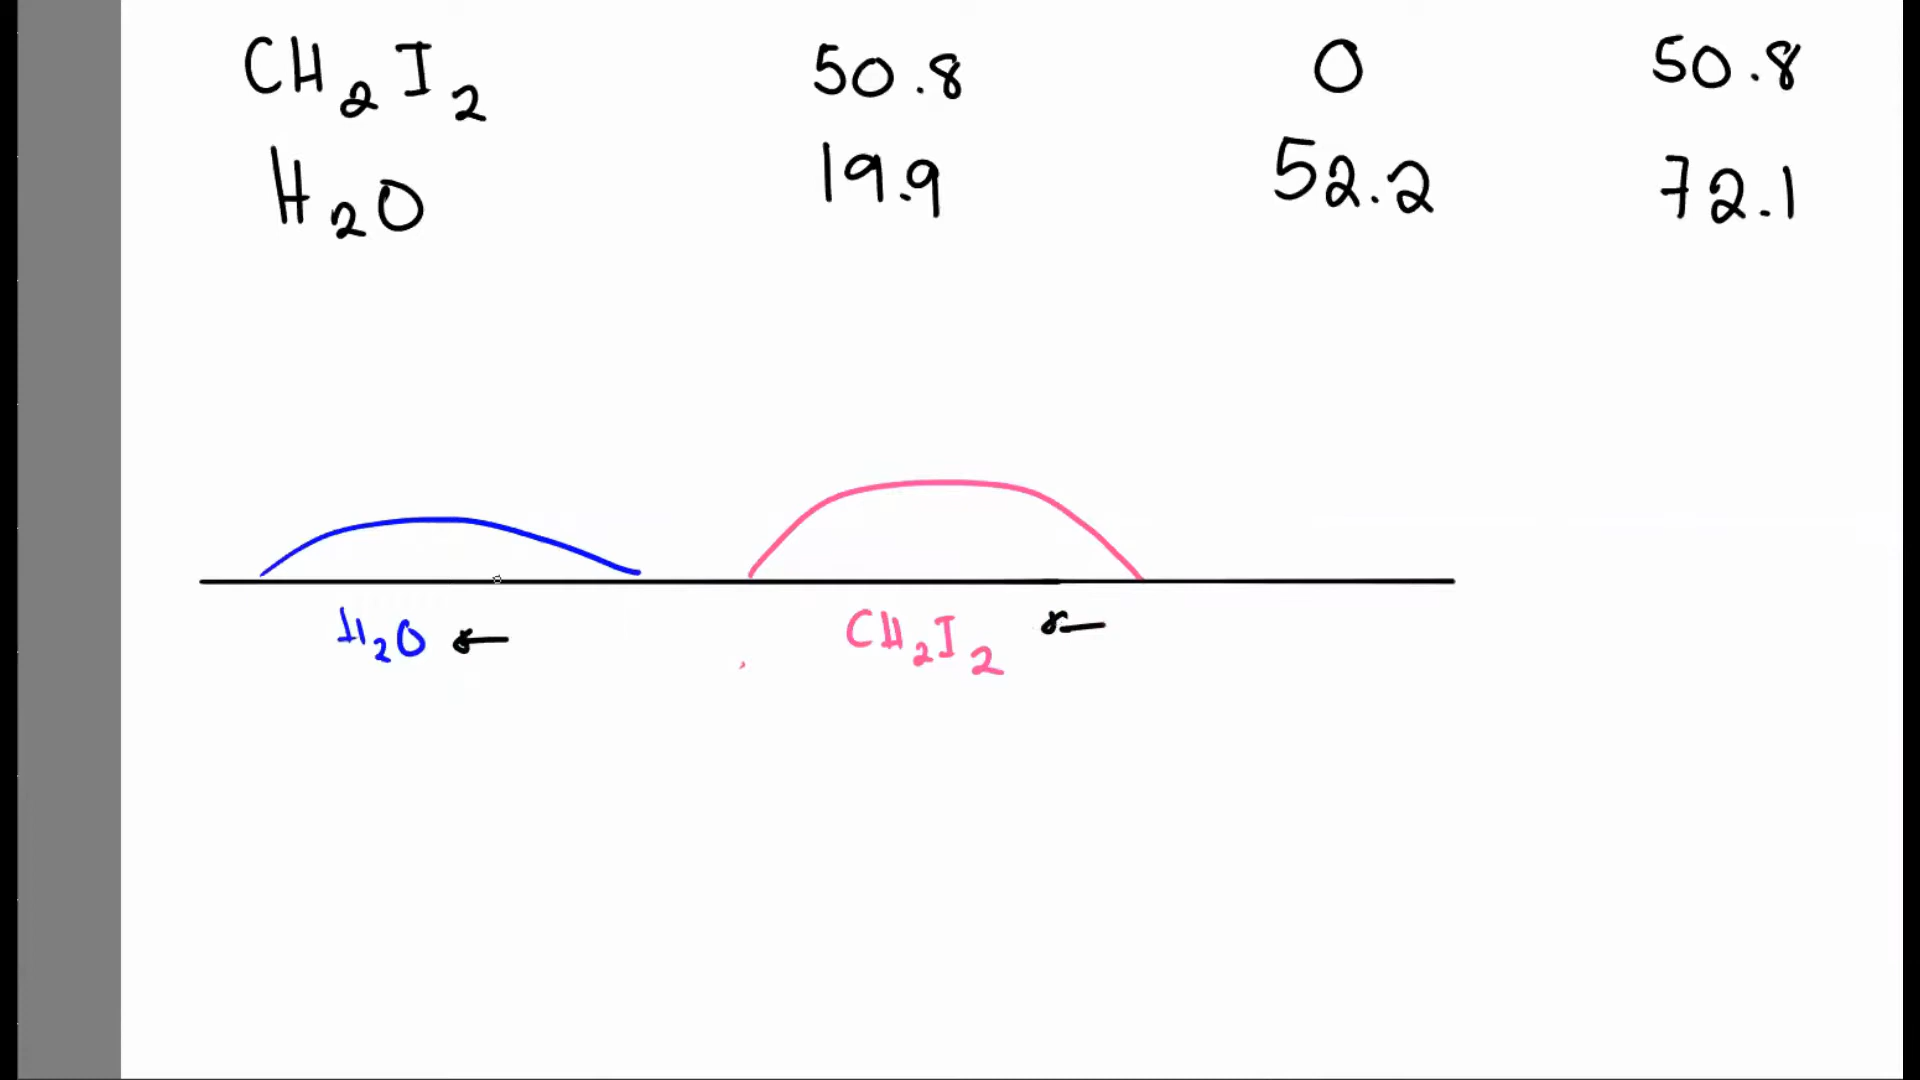 CH₂I₂ 50.8 0 50.8
H₂O 19.9 52.2 72.1
H₂O ← CH₂I₂ ←